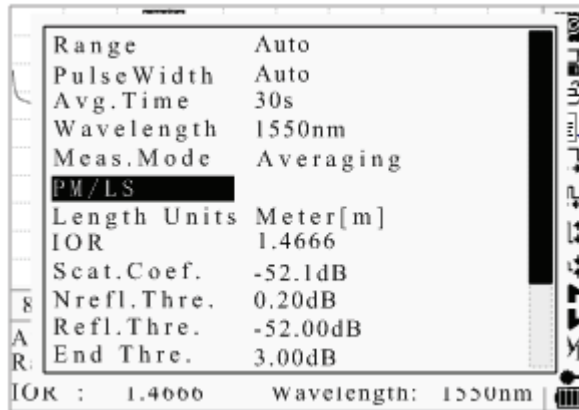 Range Auto
PulseWidth Auto
Avg.Time 30s
Wavelength 1550nm
Meas.Mode Averaging
PM/LS
Length Units Meter[m]
IOR 1.4666
Scat.Coef. -52.1dB
8 Nrefl.Thre. 0.20dB
A Refl.Thre. -52.00dB
R End Thre. 3.00dB
IOR : 1.4666 Wavelength: 1550nm